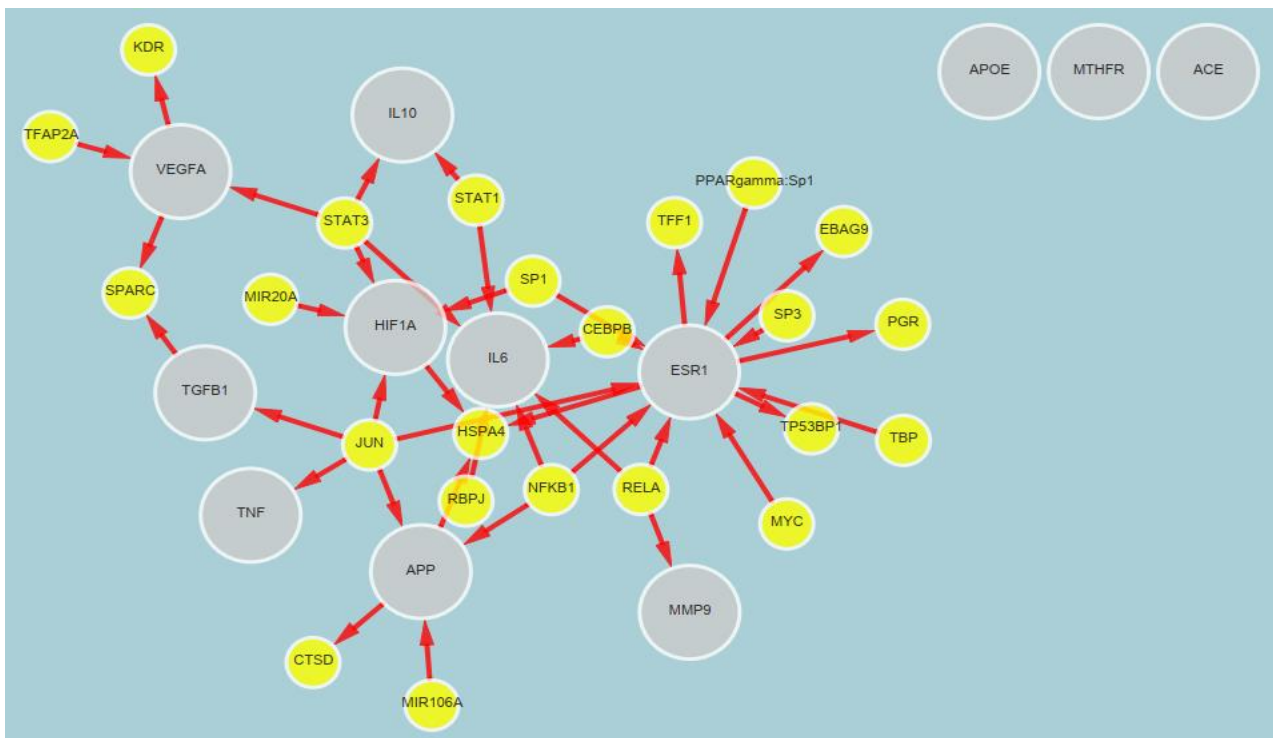 KDR
APOE
MTHFR
ACE
IL10
TFAP2A
VEGFA
PPARgamma:Sp1
STAT1
STAT3
TFF1
EBAG9
SP1
SPARC
MIR20A
SP3
HIF1A
CEBPB
PGR
IL6
ESR1
TGFB1
JUN
HSPA4
TP53BP1
TBP
RBPJ
NFKB1
RELA
TNF
MYC
APP
MMP9
CTSD
MIR106A